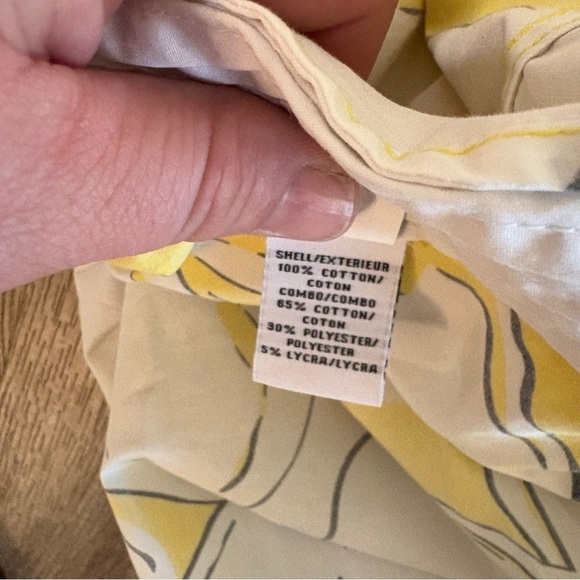 SHELL/EXTERIEUR
100% COTTON/
COTON
COMBO/COMBO
65% COTTON/
COTON
30% POLYESTER/
POLYESTER
5% LYCRA/LYCRA